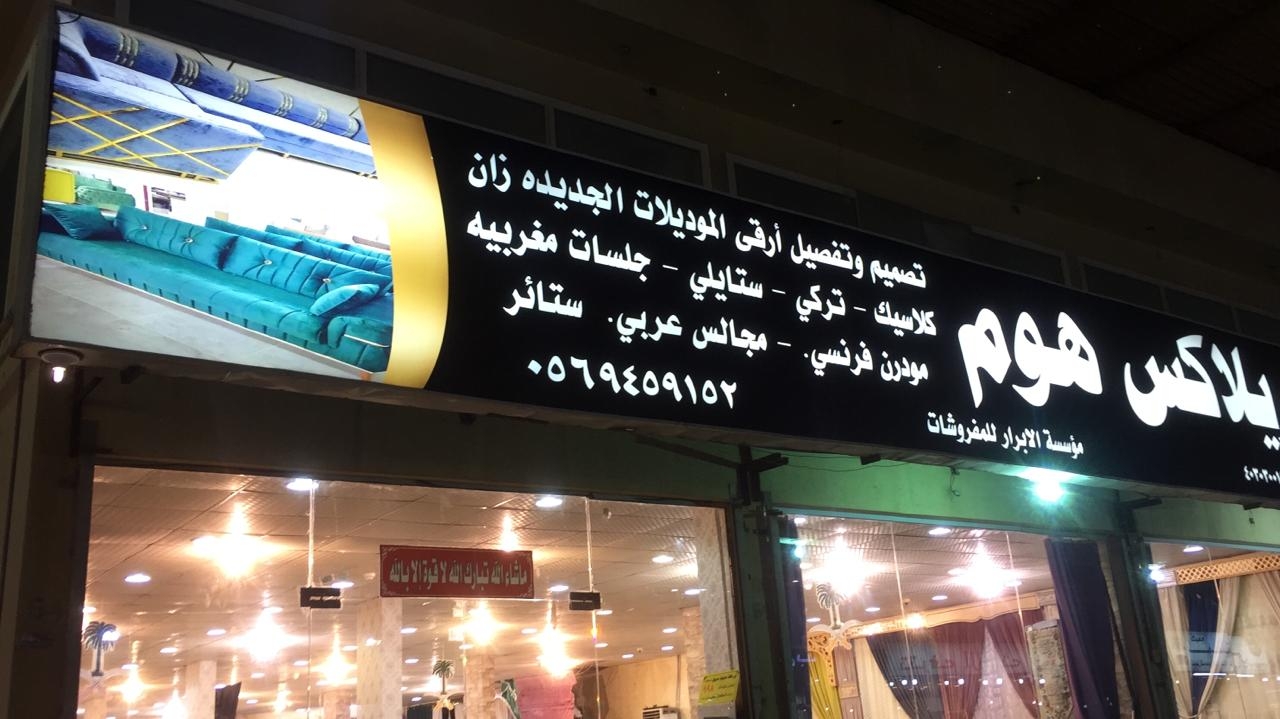 تصميم وتفصيل أرقى الموديلات الجديده زان
كلاسيك - تركي - ستايلي - جلسات مغربيه
مودرن فرنسي. - مجالس عربي. ستائر
٠٥٦٩٤٥٩١٥٢
يلاكس هوم
مؤسسة الابرار للمفروشات
ماشاء الله تبارك الله لا قوة الا بالله